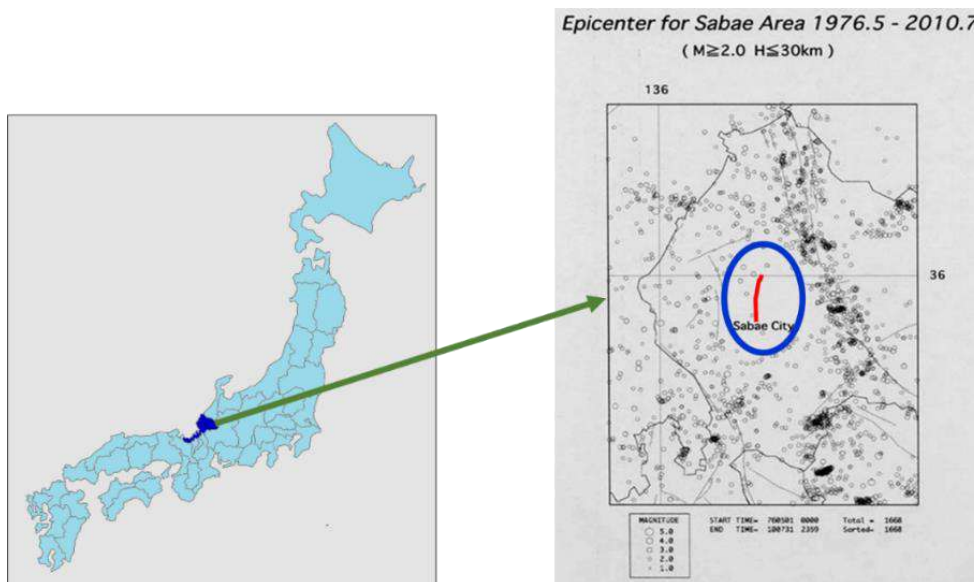 Epicenter for Sabae Area 1976.5 - 2010.7
( M≧2.0 H≦30km )
136
36
Sabae City
MAGNITUDE
5.0
4.0
3.0
2.0
1.0
START TIME= 760501 0000 Total = 1668
END TIME= 100731 2359 Sorted= 1668